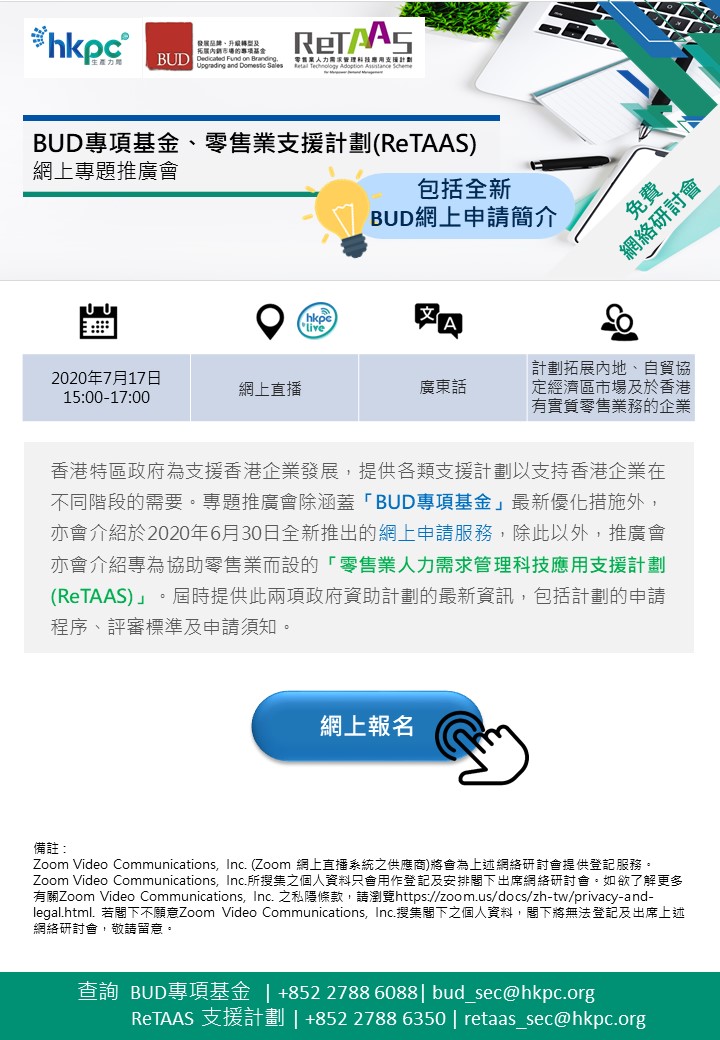 hkpc
生產力局
BUD
發展品牌、升級轉型及
拓展內銷市場的專項基金
Dedicated Fund on Branding,
Upgrading and Domestic Sales
ReTAAS
零售業人力需求管理科技應用支援計劃
Retail Technology Adoption Assistance Scheme
for Manpower Demand Management
BUD專項基金、零售業支援計劃(ReTAAS)
網上專題推廣會
包括全新
BUD網上申請簡介
免費
網絡研討會
hkpc
live
文 A
2020年7月17日
15:00-17:00
網上直播
廣東話
計劃拓展內地、自貿協
定經濟區市場及於香港
有實質零售業務的企業
香港特區政府為支援香港企業發展，提供各類支援計劃以支持香港企業在
不同階段的需要。專題推廣會除涵蓋「BUD專項基金」最新優化措施外，
亦會介紹於2020年6月30日全新推出的網上申請服務，除此以外，推廣會
亦會介紹專為協助零售業而設的「零售業人力需求管理科技應用支援計劃
(ReTAAS)」。屆時提供此兩項政府資助計劃的最新資訊，包括計劃的申請
程序、評審標準及申請須知。
網上報名
備註：
Zoom Video Communications, Inc. (Zoom 網上直播系統之供應商)將會為上述網絡研討會提供登記服務。
Zoom Video Communications, Inc.所搜集之個人資料只會用作登記及安排閣下出席網絡研討會。如欲了解更多
有關Zoom Video Communications, Inc. 之私隱條款，請瀏覽https://zoom.us/docs/zh-tw/privacy-and-
legal.html. 若閣下不願意Zoom Video Communications, Inc.搜集閣下之個人資料，閣下將無法登記及出席上述
網絡研討會，敬請留意。
查詢 BUD專項基金 | +852 2788 6088| bud_sec@hkpc.org
ReTAAS 支援計劃 | +852 2788 6350 | retaas_sec@hkpc.org